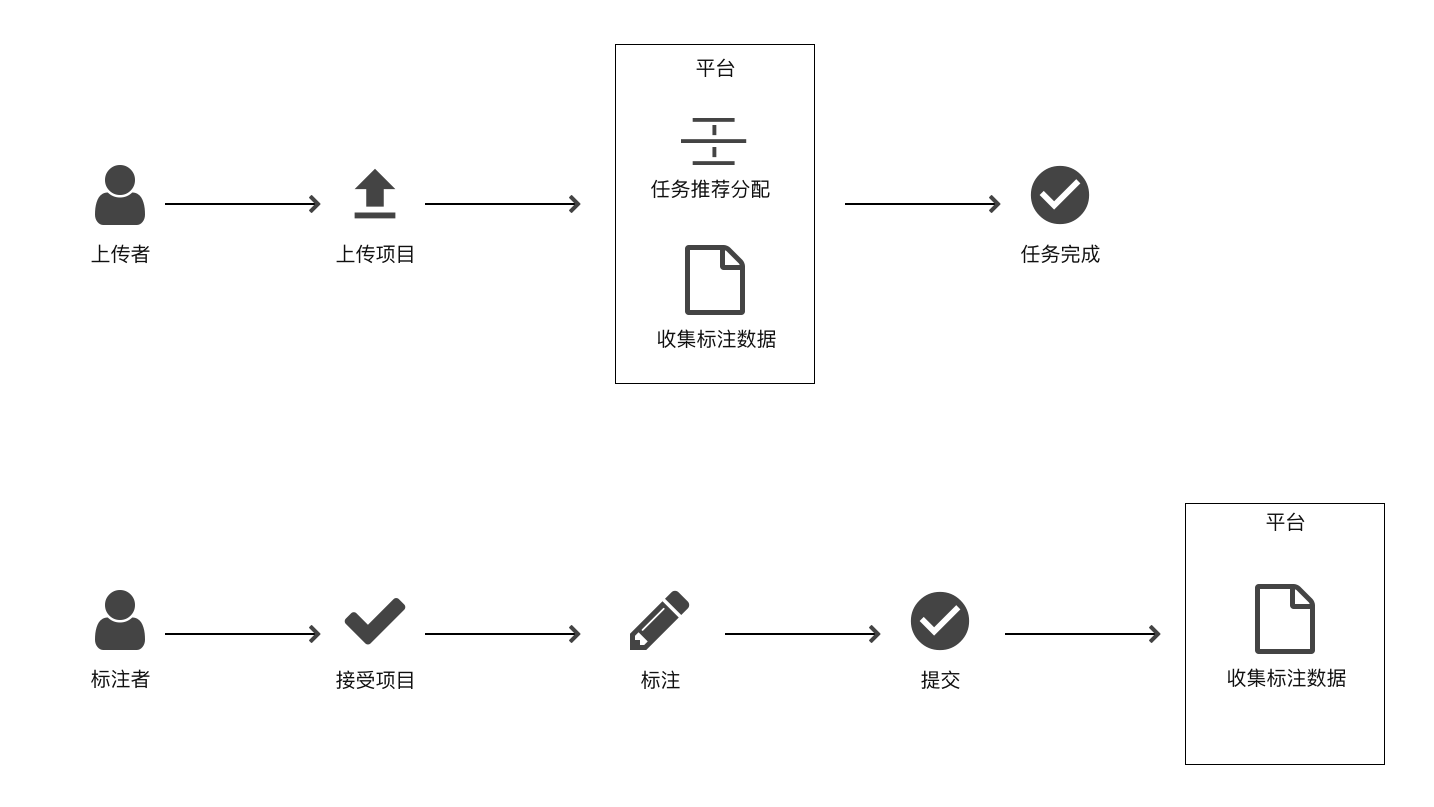 平台
任务推荐分配
上传者
上传项目
任务完成
收集标注数据
平台
标注者
接受项目
标注
提交
收集标注数据